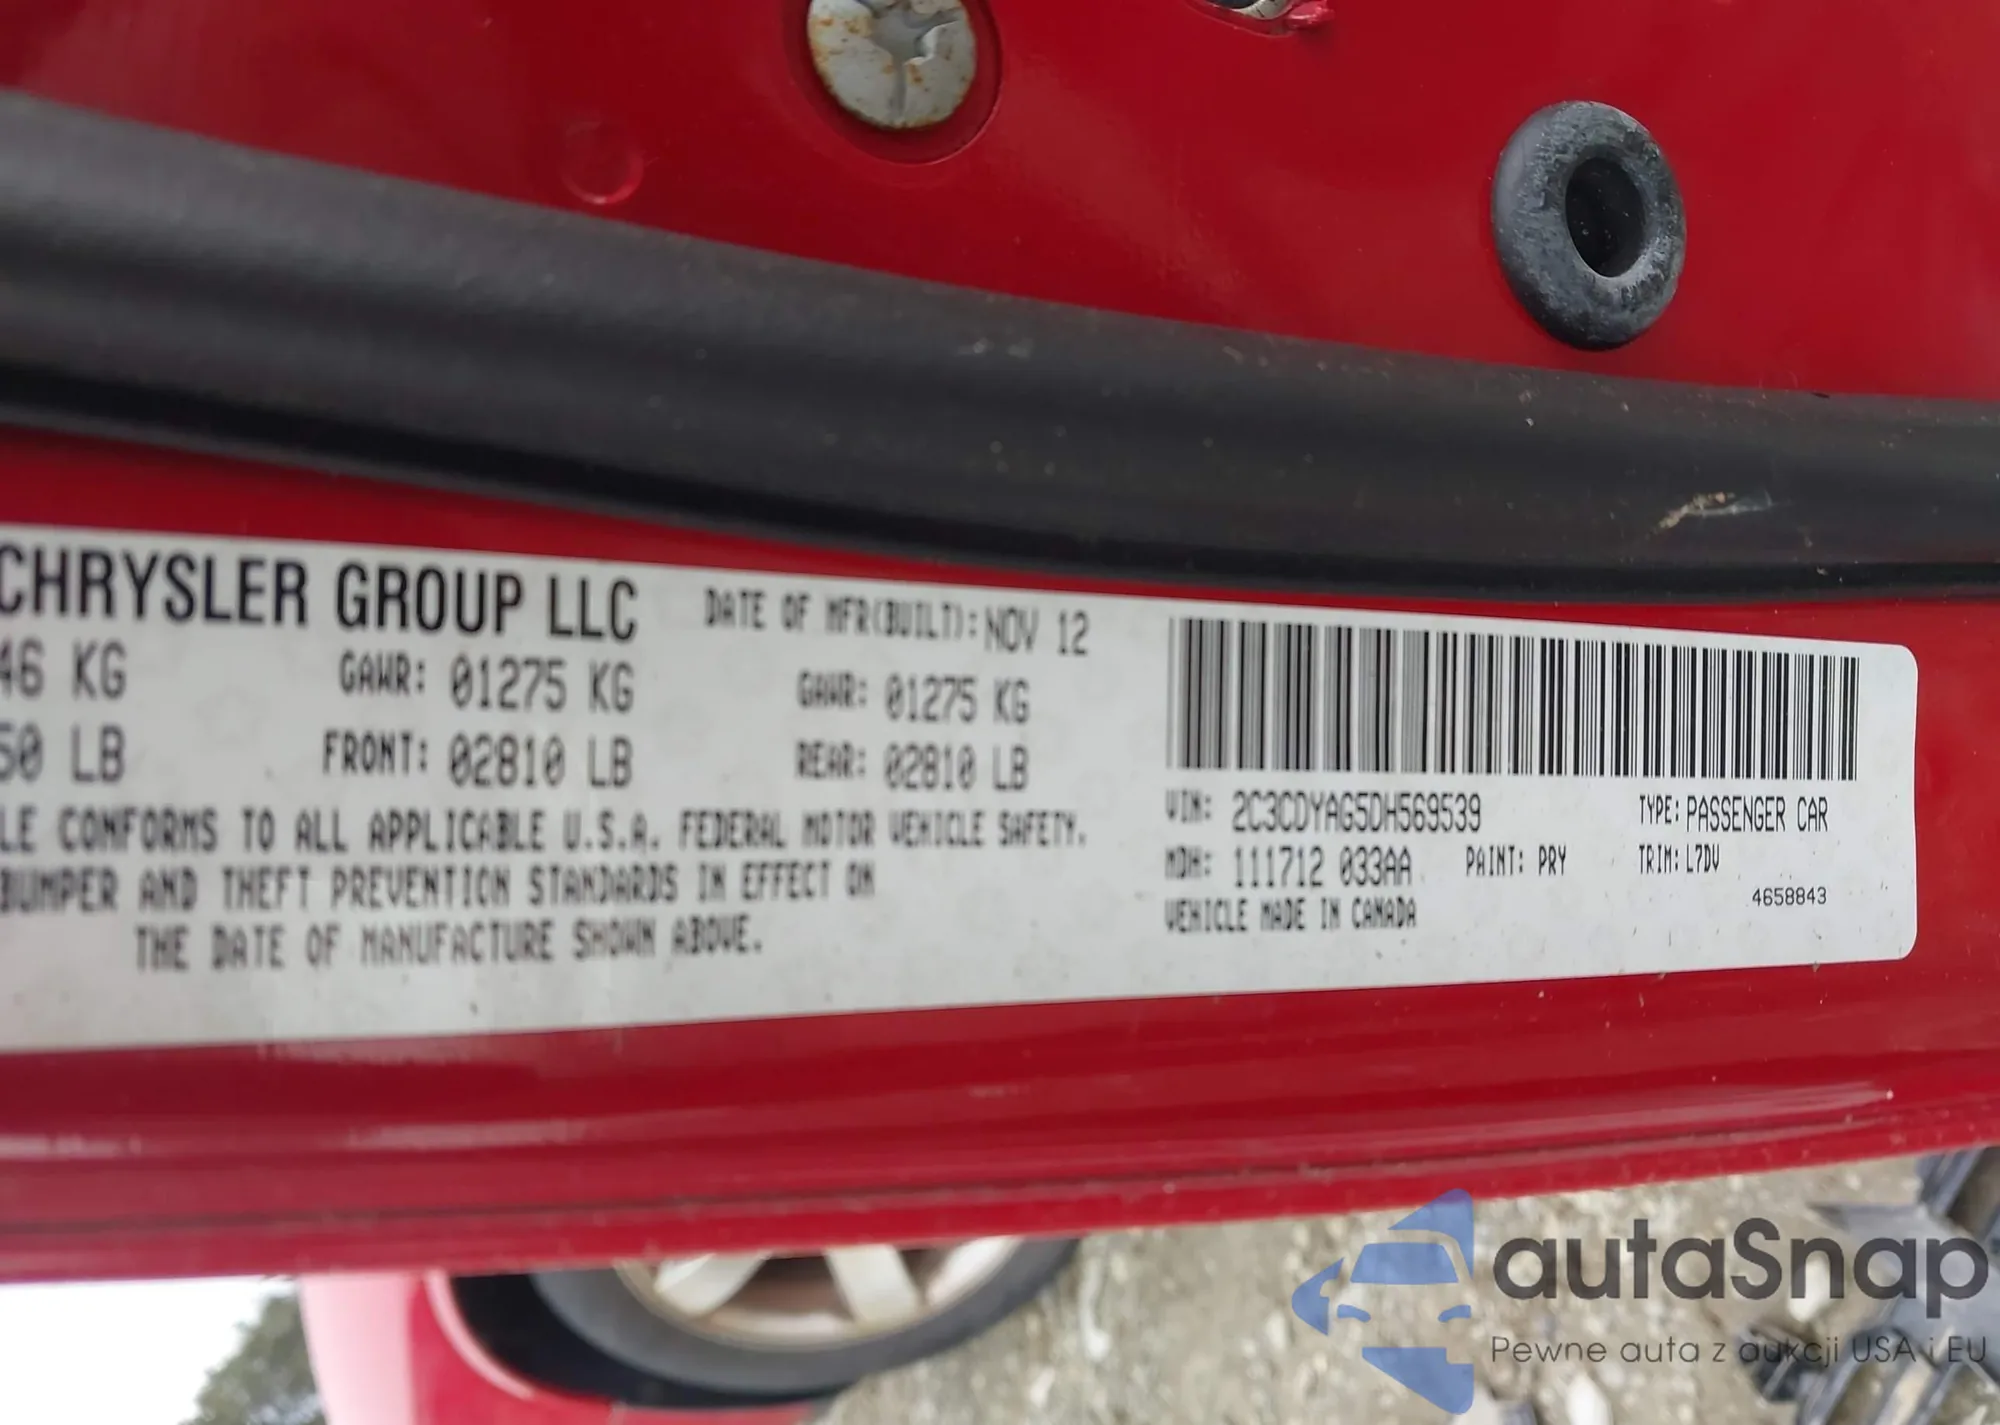 CHRYSLER GROUP LLC DATE OF MFR(BUILT): NOV 12
46 KG GAWR: 01275 KG GAWR: 01275 KG
50 LB FRONT: 02810 LB REAR: 02810 LB
LE CONFORMS TO ALL APPLICABLE U.S.A. FEDERAL MOTOR VEHICLE SAFETY.
BUMPER AND THEFT PREVENTION STANDARDS IN EFFECT ON
THE DATE OF MANUFACTURE SHOWN ABOVE.
VIN: 2C3CDYAG5DH569539 TYPE: PASSENGER CAR
MDH: 111712 033AA PAINT: PRY TRIM: L7DV
VEHICLE MADE IN CANADA 4658843
autaSnap
Pewne auta z aukcji USA i EU